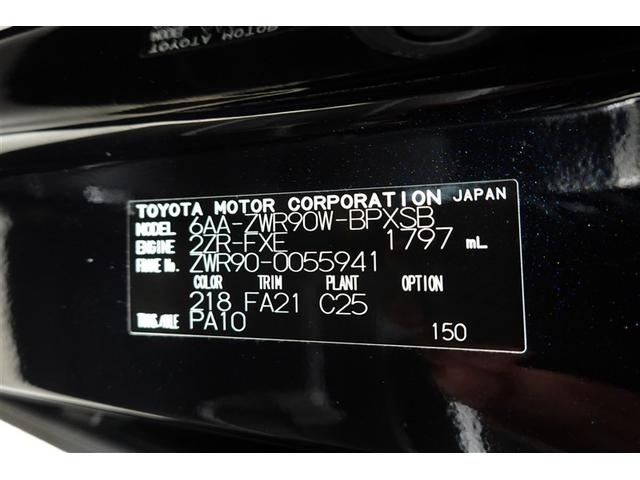 TOYOTA MOTOR CORPORATION JAPAN
MODEL 6AA-ZWR90W-BPXSB
ENGINE 2ZR-FXE 1797 mL
FRAME No. ZWR90-0055941
COLOR TRIM PLANT OPTION
218 FA21 C25
TRANS/AXLE PA10 150